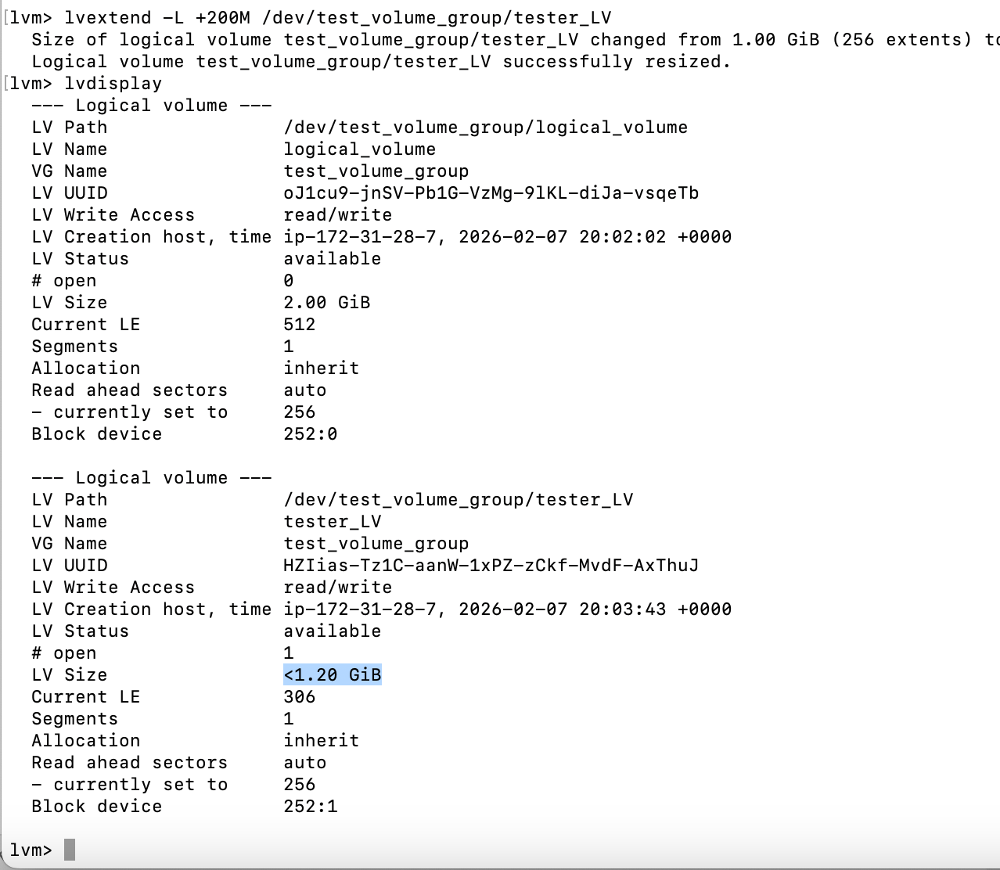 [lvm> lvextend -L +200M /dev/test_volume_group/tester_LV
  Size of logical volume test_volume_group/tester_LV changed from 1.00 GiB (256 extents) to
  Logical volume test_volume_group/tester_LV successfully resized.
[lvm> lvdisplay
  --- Logical volume ---
  LV Path                /dev/test_volume_group/logical_volume
  LV Name                logical_volume
  VG Name                test_volume_group
  LV UUID                oJ1cu9-jnSV-Pb1G-VzMg-9lKL-diJa-vsqeTb
  LV Write Access        read/write
  LV Creation host, time ip-172-31-28-7, 2026-02-07 20:02:02 +0000
  LV Status              available
  # open                 0
  LV Size                2.00 GiB
  Current LE             512
  Segments               1
  Allocation             inherit
  Read ahead sectors     auto
  - currently set to     256
  Block device           252:0

  --- Logical volume ---
  LV Path                /dev/test_volume_group/tester_LV
  LV Name                tester_LV
  VG Name                test_volume_group
  LV UUID                HZIias-Tz1C-aanW-1xPZ-zCkf-MvdF-AxThuJ
  LV Write Access        read/write
  LV Creation host, time ip-172-31-28-7, 2026-02-07 20:03:43 +0000
  LV Status              available
  # open                 1
  LV Size                <1.20 GiB
  Current LE             306
  Segments               1
  Allocation             inherit
  Read ahead sectors     auto
  - currently set to     256
  Block device           252:1

lvm>